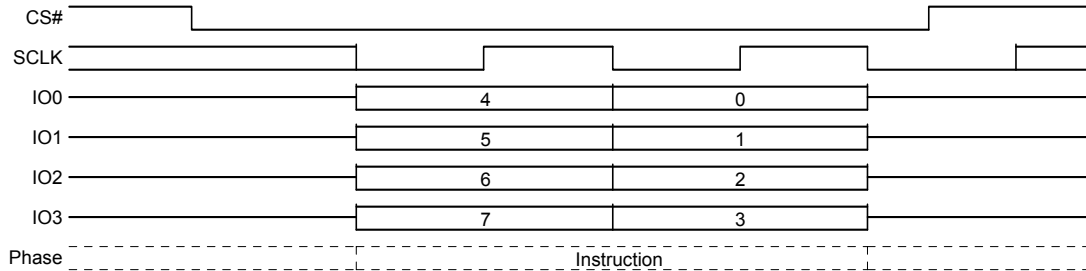 CS#
SCLK
IO0 4 0
IO1 5 1
IO2 6 2
IO3 7 3
Phase Instruction